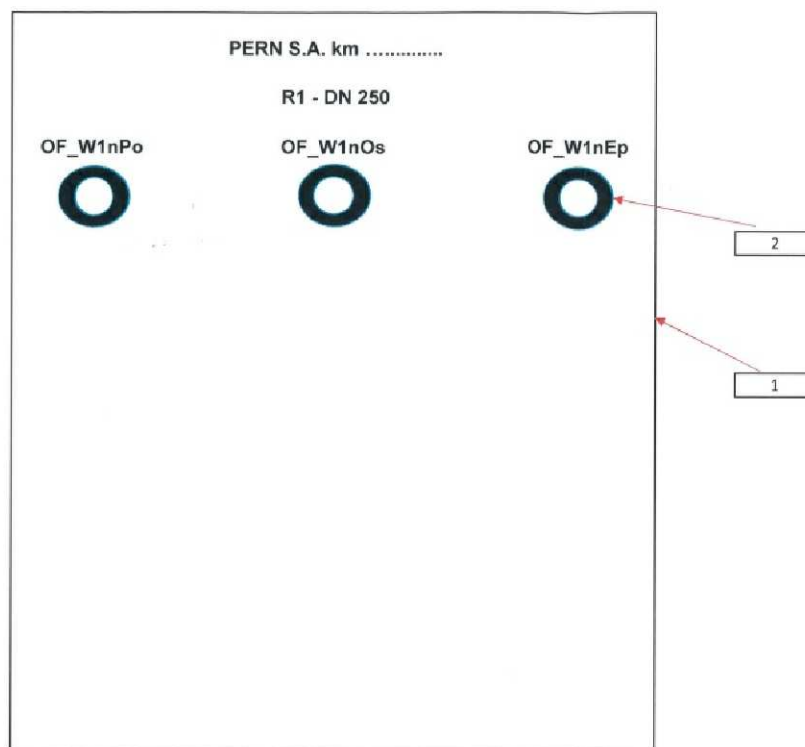 PERN S.A. km ..............
R1 - DN 250
OF_W1nPo OF_W1nOs OF_W1nEp
2
1